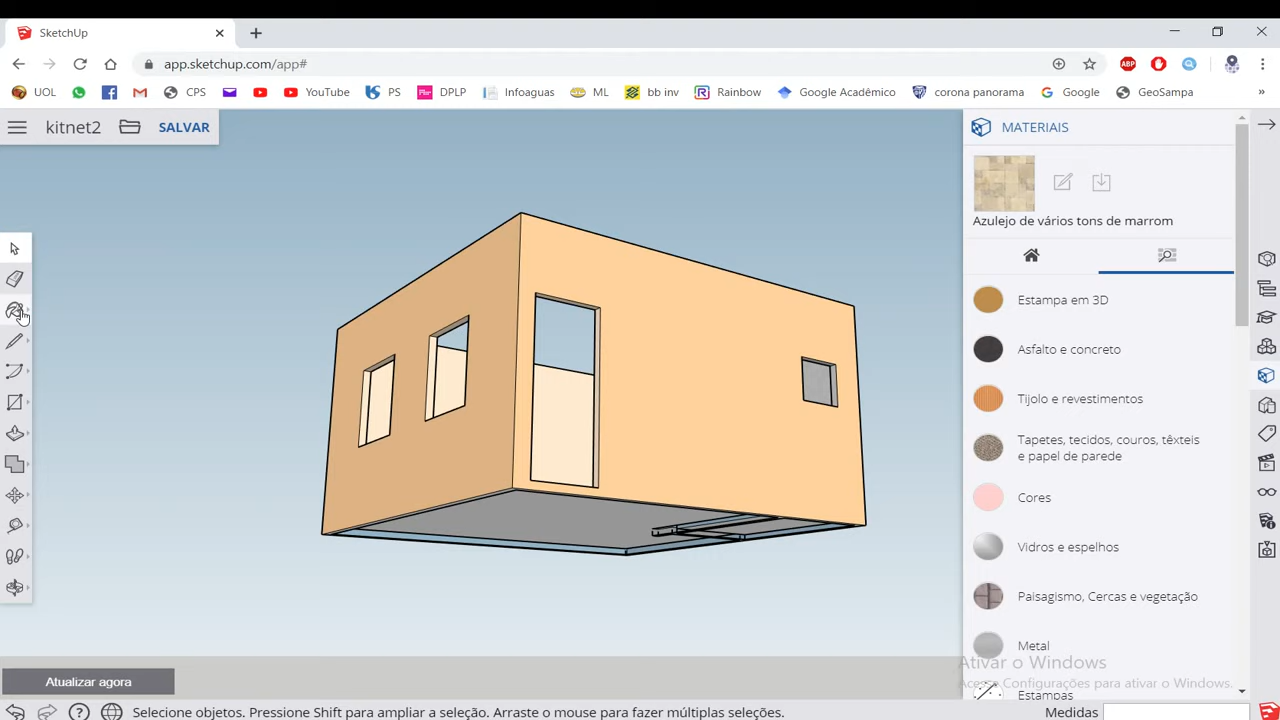 SketchUp
app.sketchup.com/app#
ABP
UOL
CPS
YouTube
PS
DPLP
Infoaguas
ML
bb inv
Rainbow
Google Acadêmico
corona panorama
Google
GeoSampa
»
kitnet2
SALVAR
MATERIAIS
Azulejo de vários tons de marrom
Estampa em 3D
Asfalto e concreto
Tijolo e revestimentos
Tapetes, tecidos, couros, têxteis
e papel de parede
Cores
Vidros e espelhos
Paisagismo, Cercas e vegetação
Metal
Estampas
Ativar o Windows
Acesse Configurações para ativar o Windows.
Atualizar agora
Selecione objetos. Pressione Shift para ampliar a seleção. Arraste o mouse para fazer múltiplas seleções.
Medidas